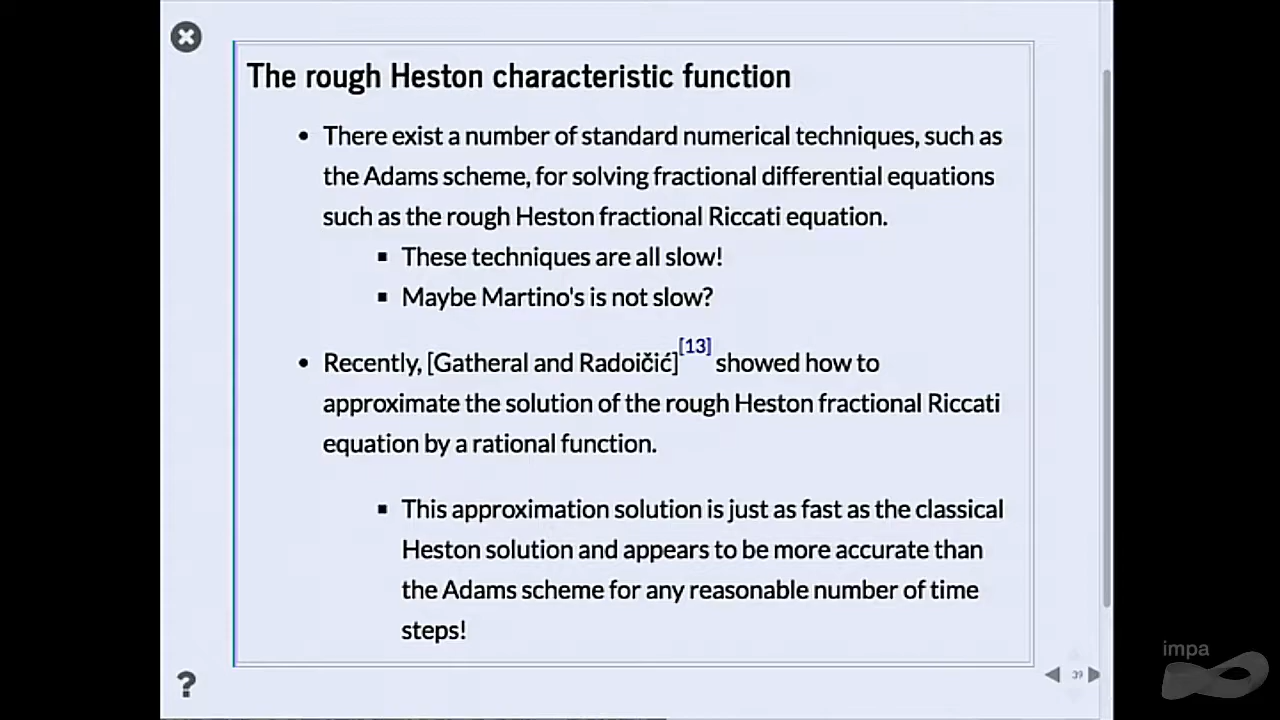 The rough Heston characteristic function
• There exist a number of standard numerical techniques, such as
the Adams scheme, for solving fractional differential equations
such as the rough Heston fractional Riccati equation.
▪ These techniques are all slow!
▪ Maybe Martino's is not slow?
• Recently, [Gatheral and Radoičić][13] showed how to
approximate the solution of the rough Heston fractional Riccati
equation by a rational function.
▪ This approximation solution is just as fast as the classical
Heston solution and appears to be more accurate than
the Adams scheme for any reasonable number of time
steps!
?
39
impa